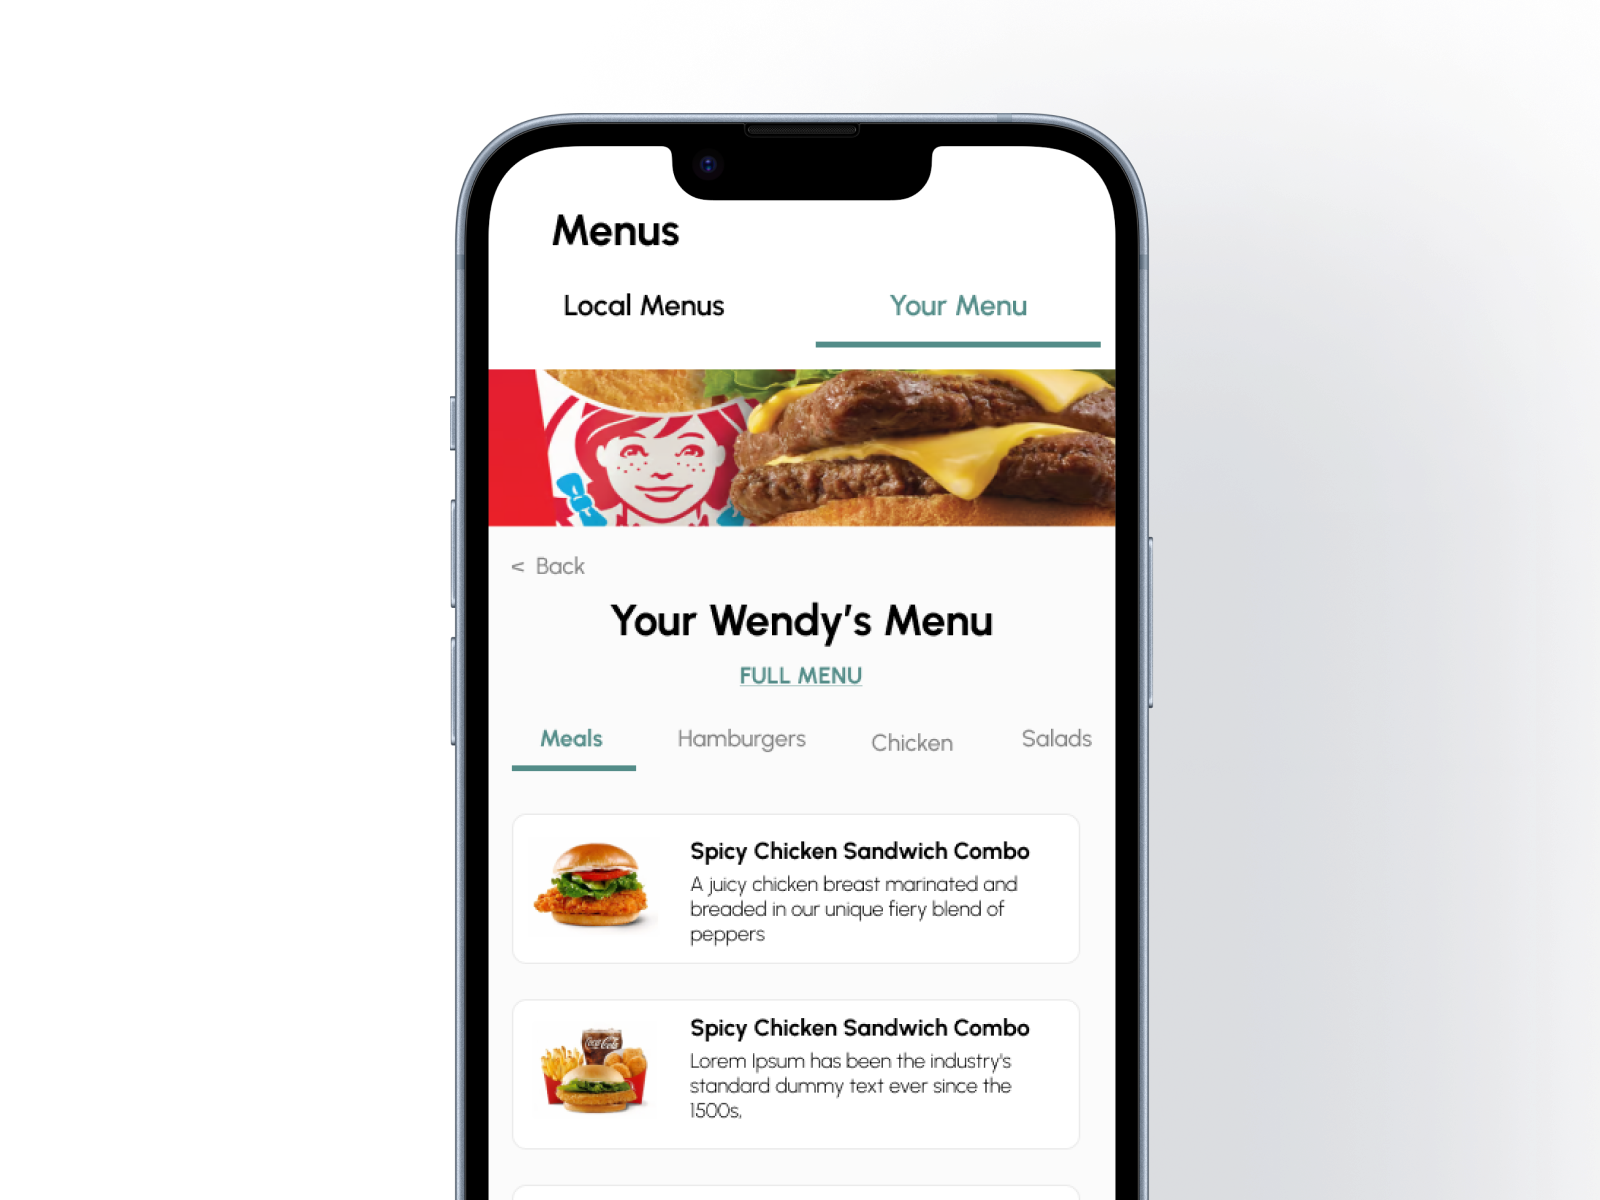 Menus
Local Menus
Your Menu
< Back
Your Wendy's Menu
FULL MENU
Meals
Hamburgers
Chicken
Salads
Spicy Chicken Sandwich Combo
A juicy chicken breast marinated and
breaded in our unique fiery blend of
peppers
Coca-Cola
Spicy Chicken Sandwich Combo
Lorem Ipsum has been the industry's
standard dummy text ever since the
1500s,